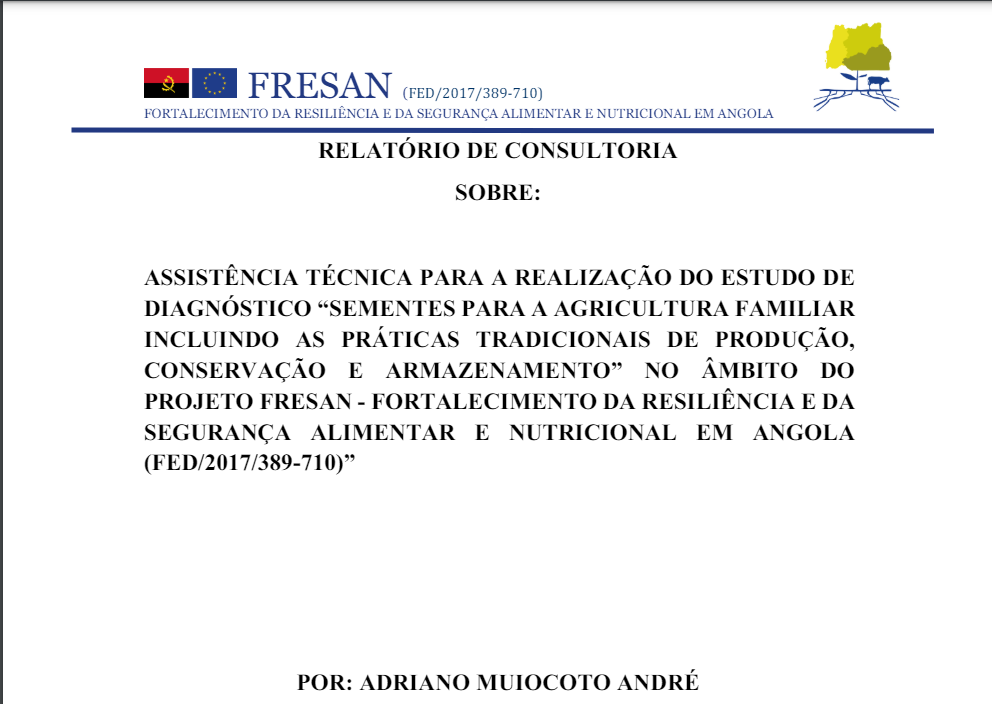 FRESAN (FED/2017/389-710)
FORTALECIMENTO DA RESILIÊNCIA E DA SEGURANÇA ALIMENTAR E NUTRICIONAL EM ANGOLA
RELATÓRIO DE CONSULTORIA
SOBRE:
ASSISTÊNCIA TÉCNICA PARA A REALIZAÇÃO DO ESTUDO DE
DIAGNÓSTICO “SEMENTES PARA A AGRICULTURA FAMILIAR
INCLUINDO AS PRÁTICAS TRADICIONAIS DE PRODUÇÃO,
CONSERVAÇÃO E ARMAZENAMENTO” NO ÂMBITO DO
PROJETO FRESAN - FORTALECIMENTO DA RESILIÊNCIA E DA
SEGURANÇA ALIMENTAR E NUTRICIONAL EM ANGOLA
(FED/2017/389-710)”
POR: ADRIANO MUIOCOTO ANDRÉ